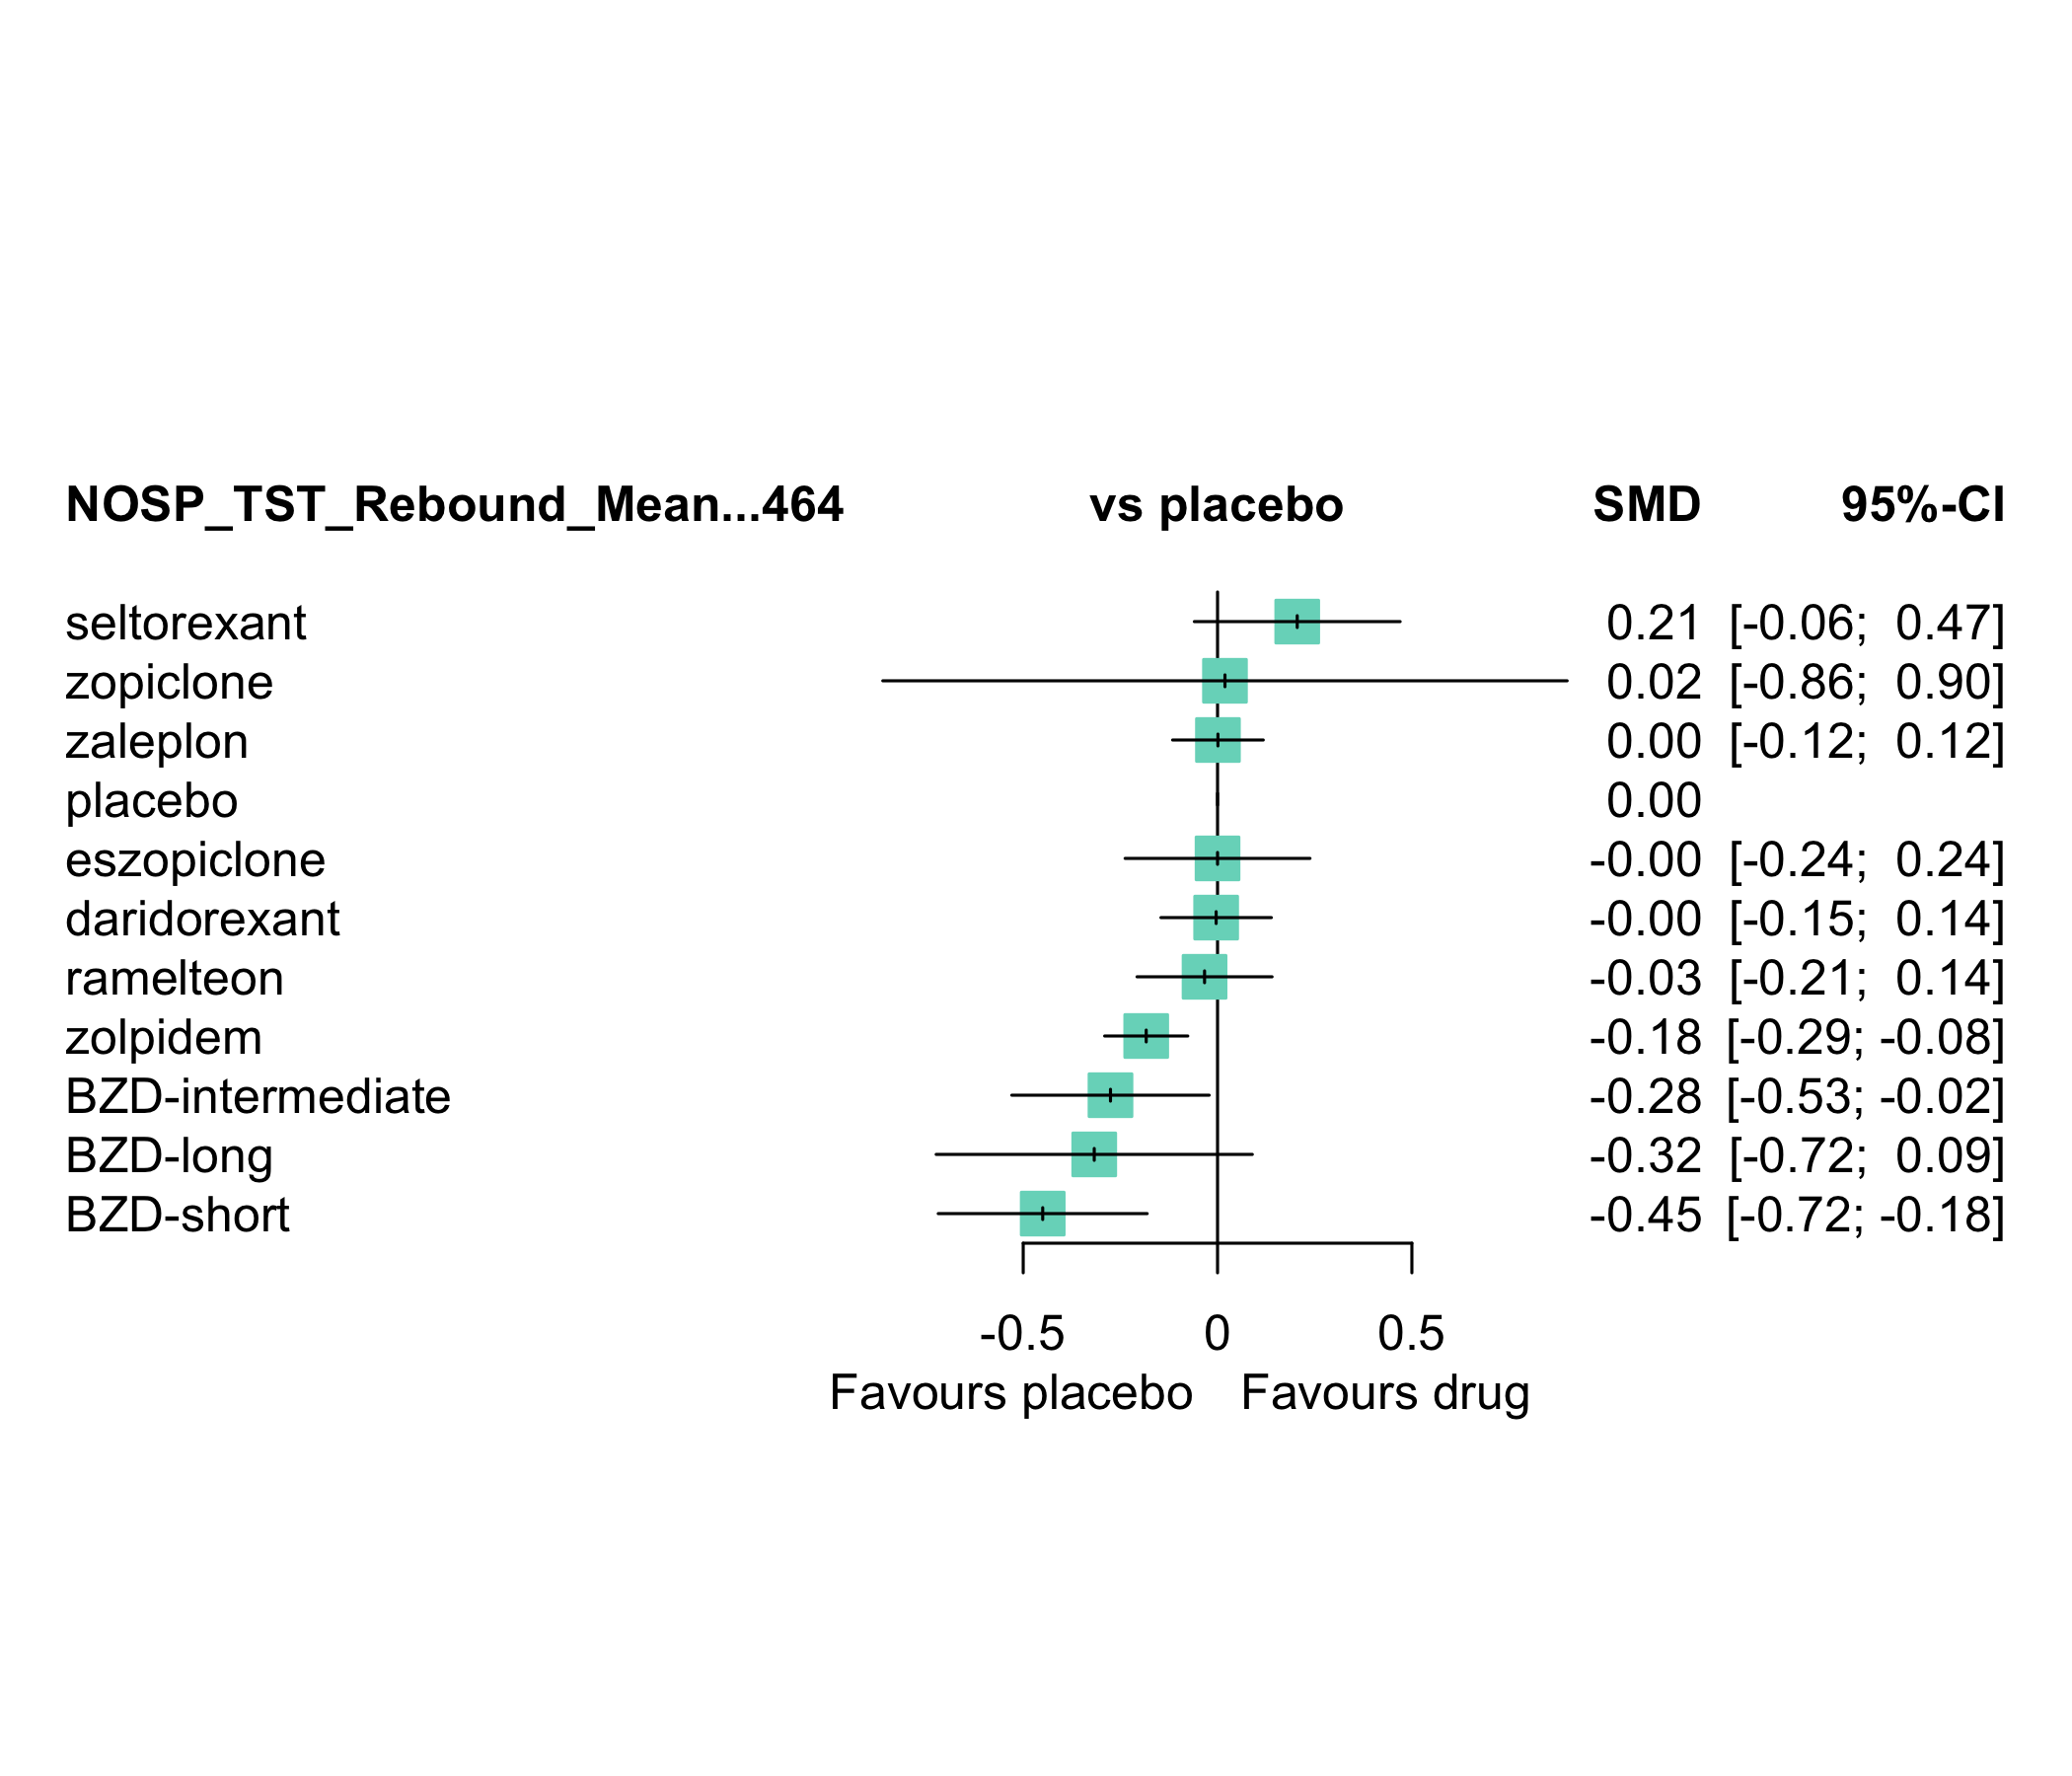 NOSP_TST_Rebound_Mean...464 vs placebo SMD 95%-CI
seltorexant 0.21 [-0.06; 0.47]
zopiclone 0.02 [-0.86; 0.90]
zaleplon 0.00 [-0.12; 0.12]
placebo 0.00
eszopiclone -0.00 [-0.24; 0.24]
daridorexant -0.00 [-0.15; 0.14]
ramelteon -0.03 [-0.21; 0.14]
zolpidem -0.18 [-0.29; -0.08]
BZD-intermediate -0.28 [-0.53; -0.02]
BZD-long -0.32 [-0.72; 0.09]
BZD-short -0.45 [-0.72; -0.18]
-0.5 0 0.5
Favours placebo Favours drug